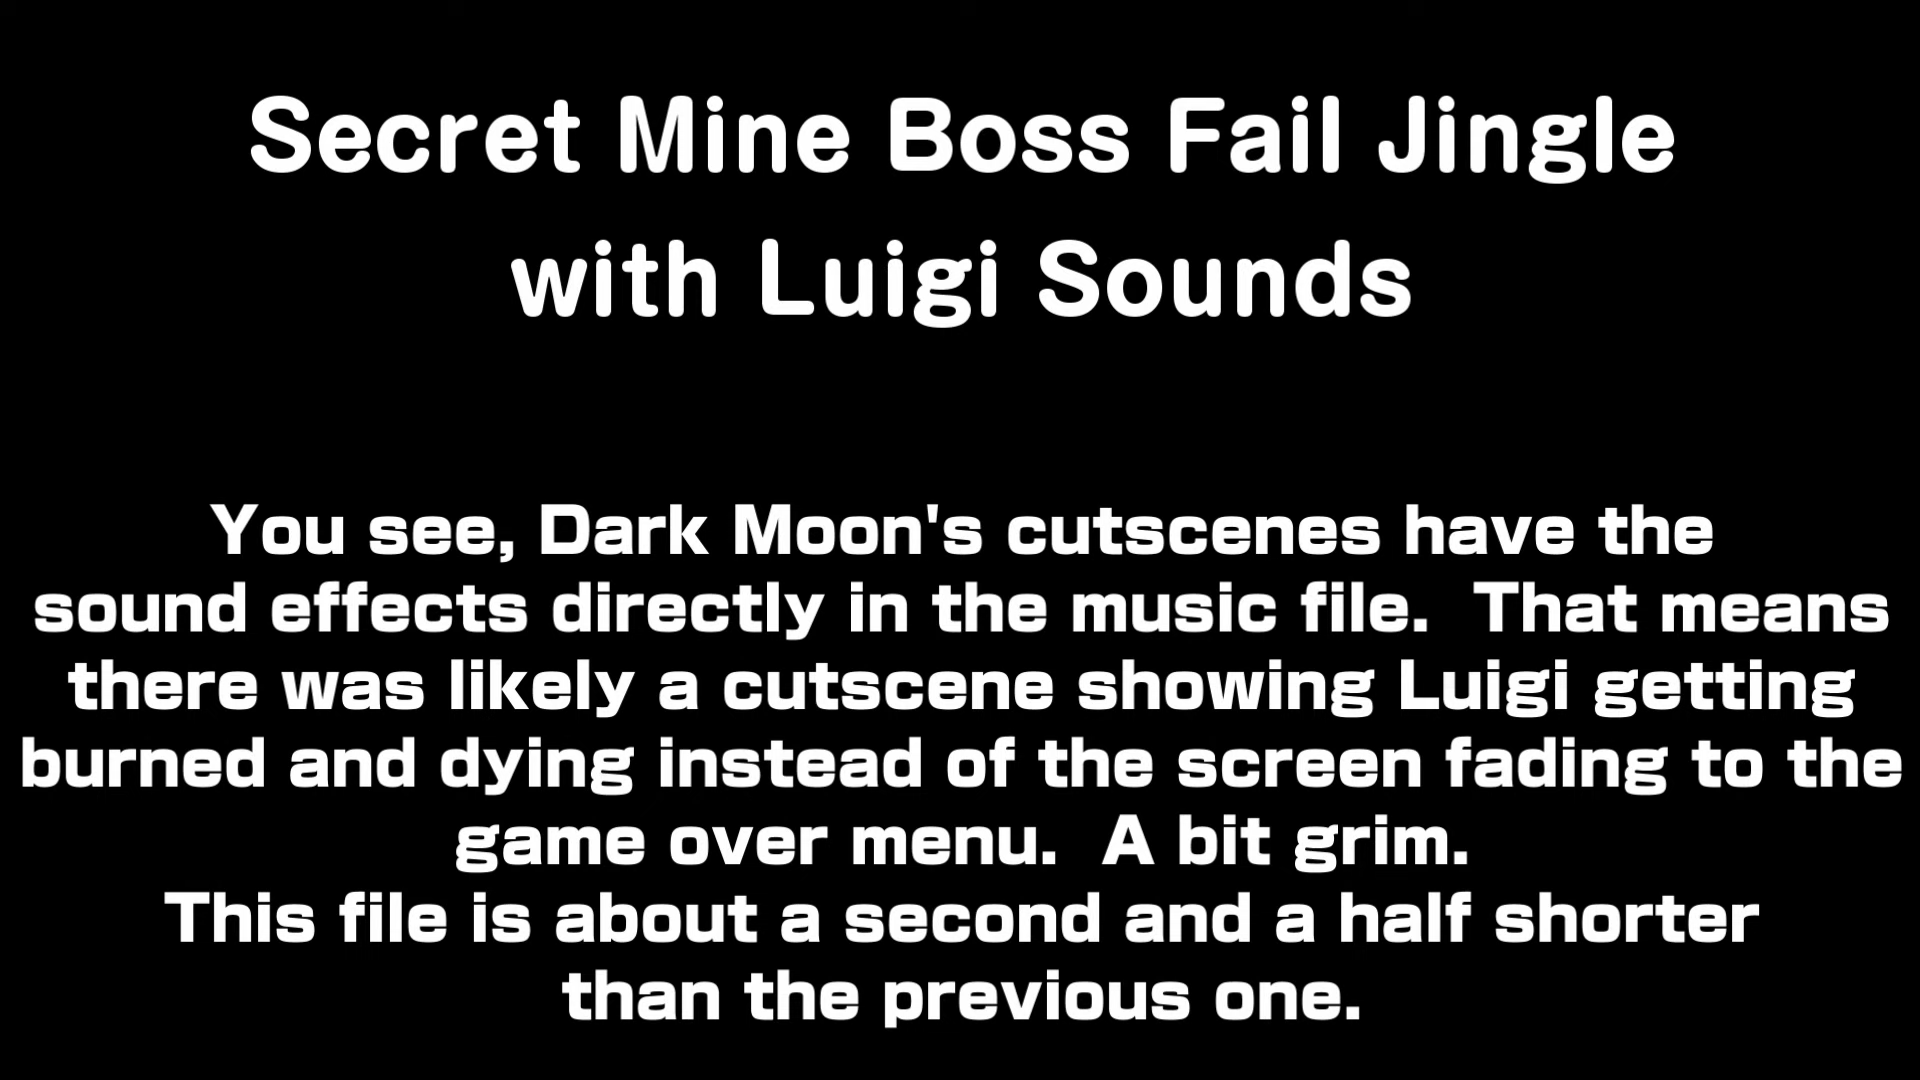 Secret Mine Boss Fail Jingle
with Luigi Sounds
You see, Dark Moon's cutscenes have the
sound effects directly in the music file.  That means
there was likely a cutscene showing Luigi getting
burned and dying instead of the screen fading to the
game over menu.  A bit grim.
This file is about a second and a half shorter
than the previous one.